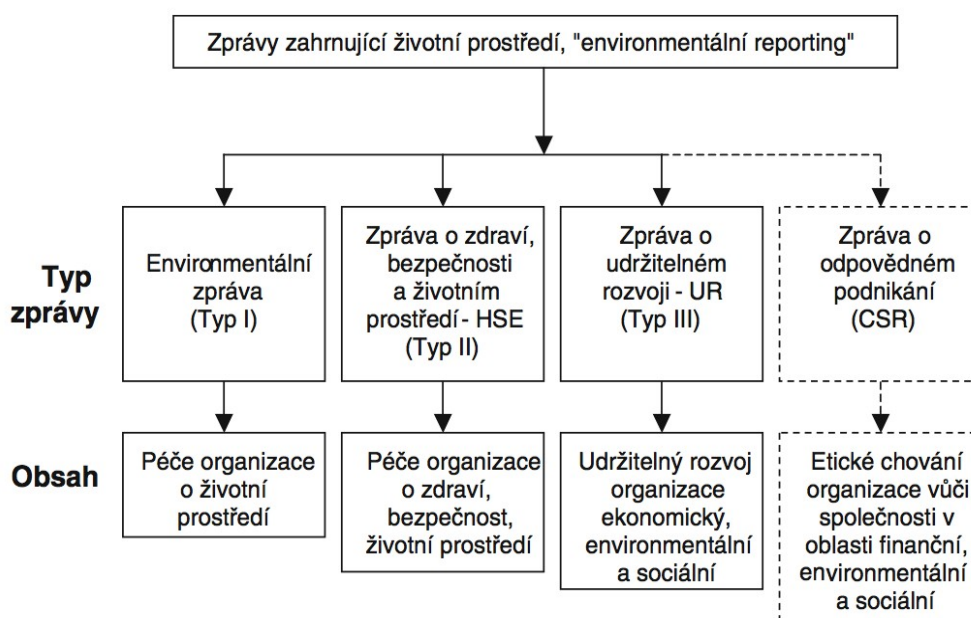 Zprávy zahrnující životní prostředí, "environmentální reporting"
Typ
zprávy
Environmentální
zpráva
(Typ I)
Zpráva o zdraví,
bezpečnosti
a životním
prostředí - HSE
(Typ II)
Zpráva o
udržitelném
rozvoji - UR
(Typ III)
Zpráva o
odpovědném
podnikání
(CSR)
Obsah
Péče organizace
o životní
prostředí
Péče organizace
o zdraví,
bezpečnost,
životní prostředí
Udržitelný rozvoj
organizace
ekonomický,
environmentální
a sociální
Etické chování
organizace vůči
společnosti v
oblasti finanční,
environmentální
a sociální